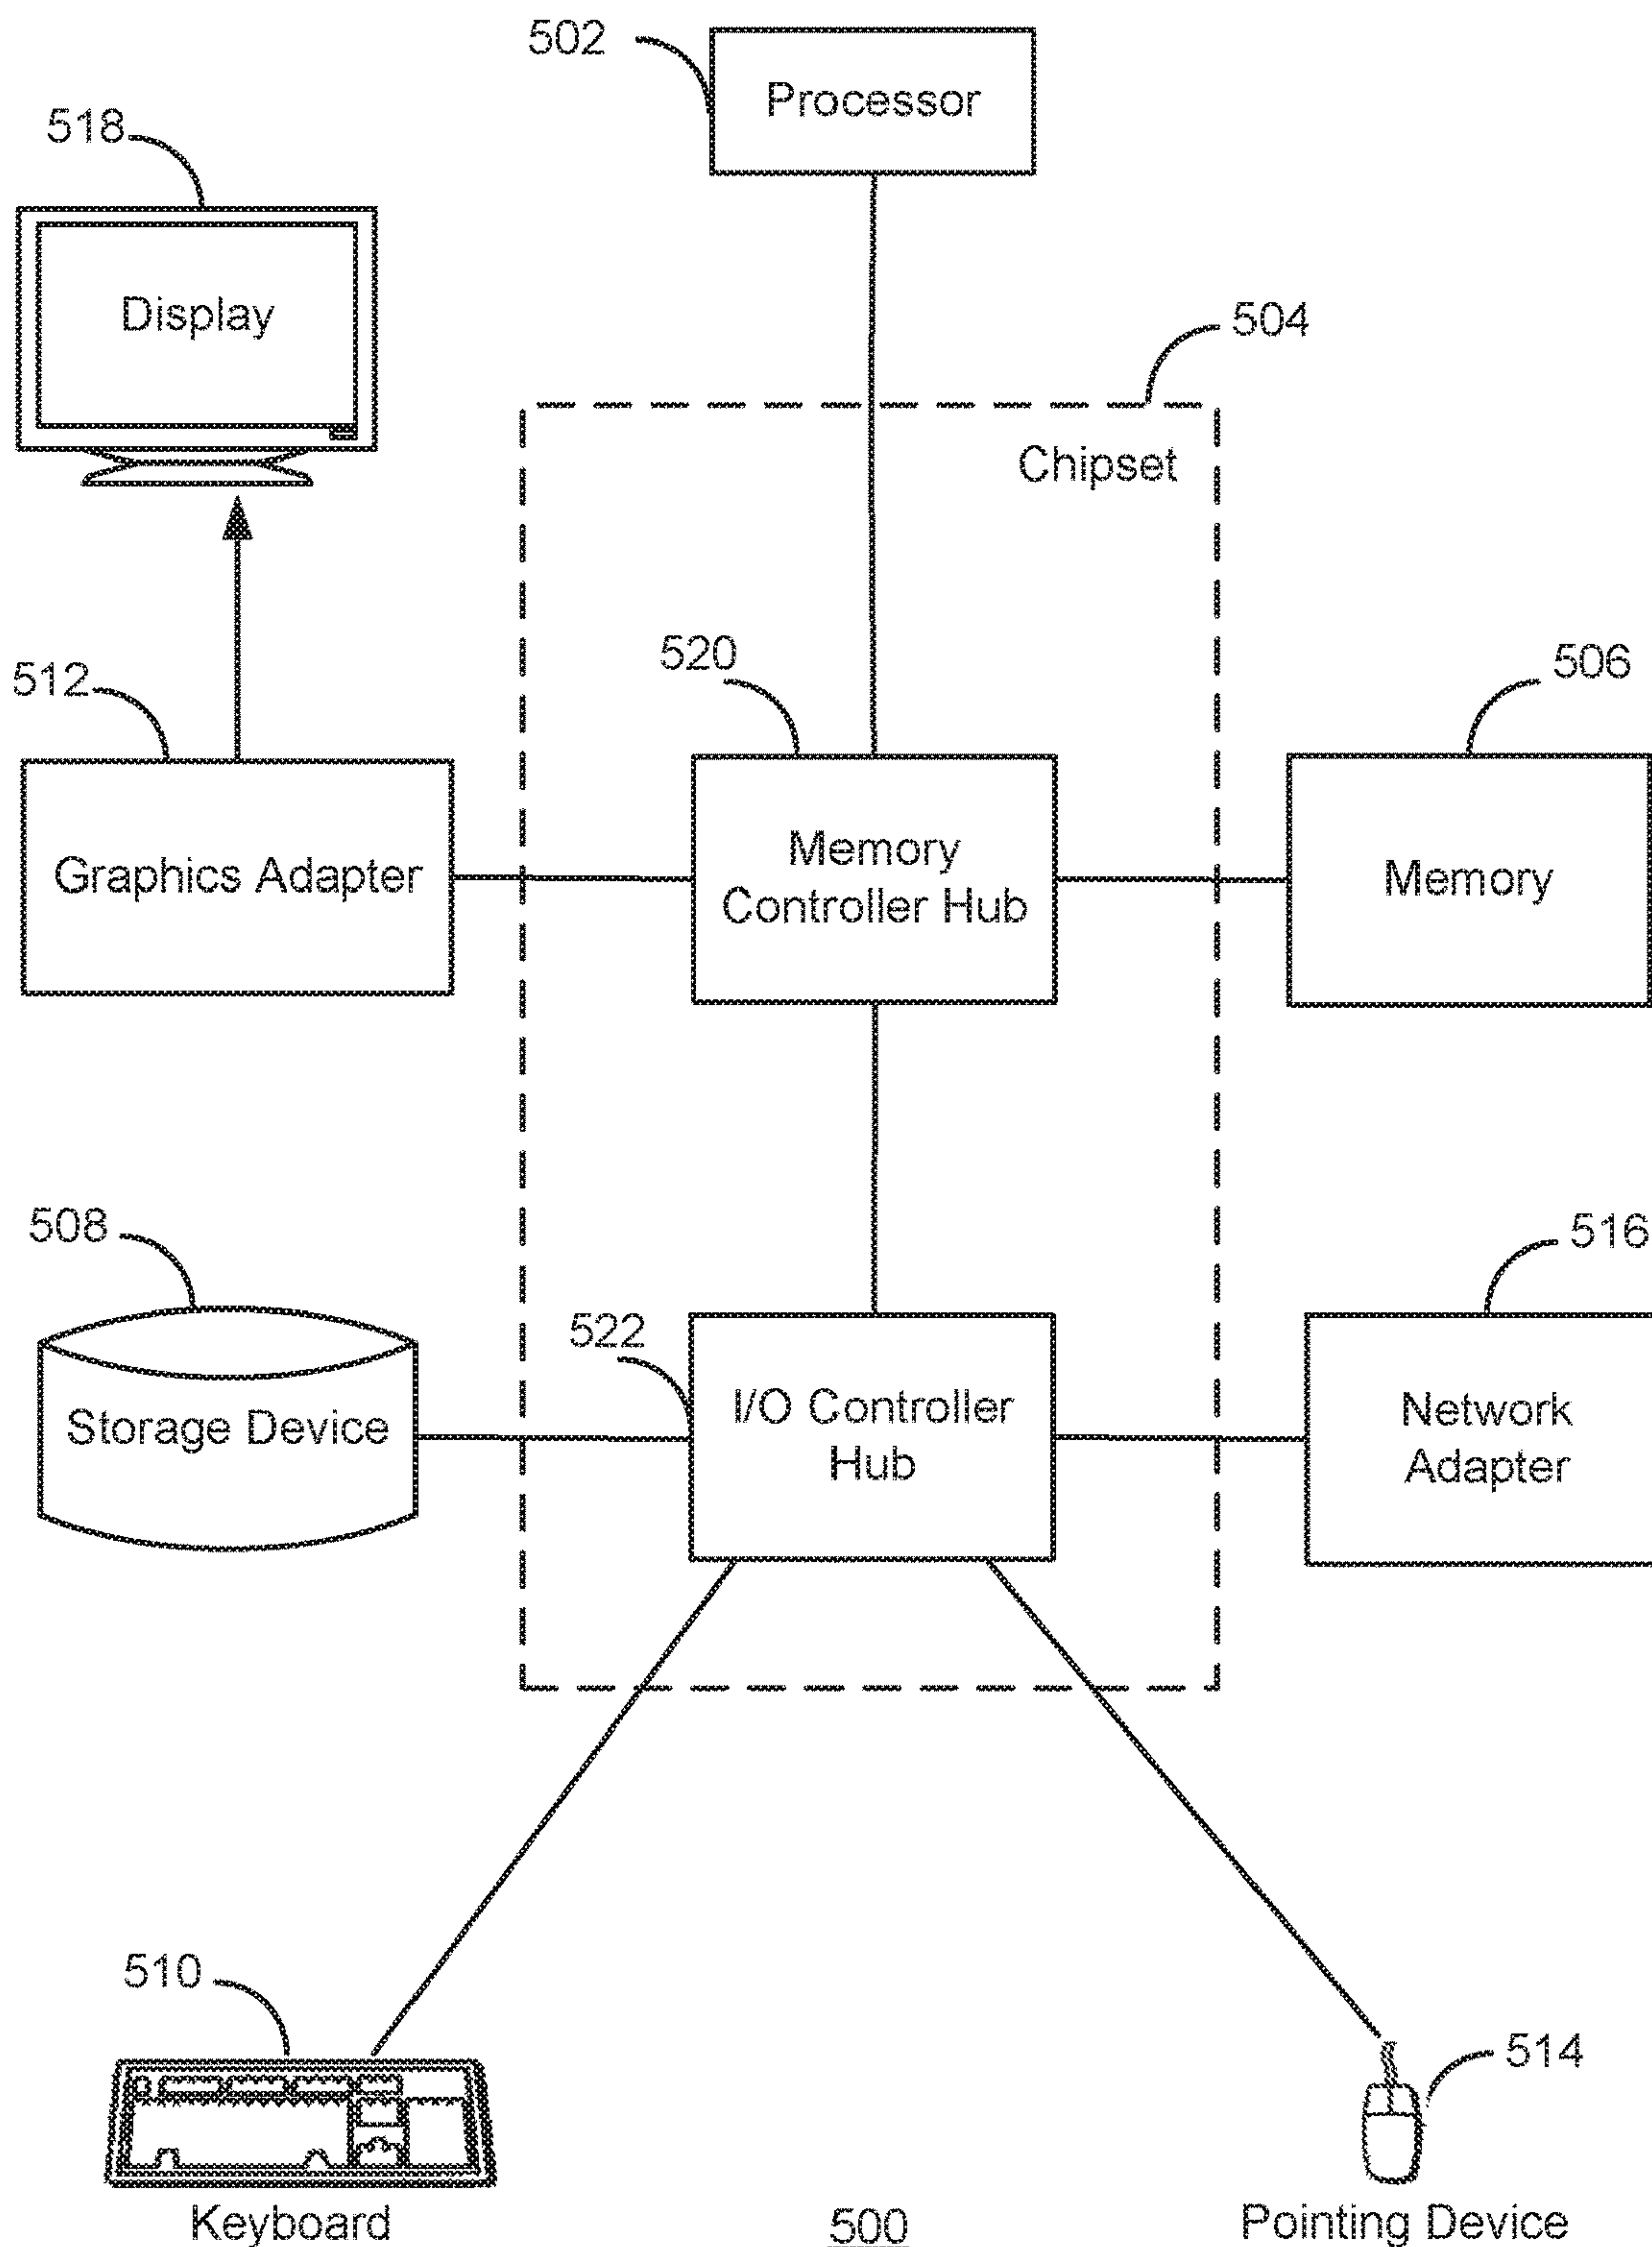 502
Processor
518
Display
504
Chipset
520
506
512
Graphics Adapter
Memory
Controller Hub
Memory
508
516
522
Storage Device
I/O Controller
Hub
Network
Adapter
510
514
Keyboard
500
Pointing Device